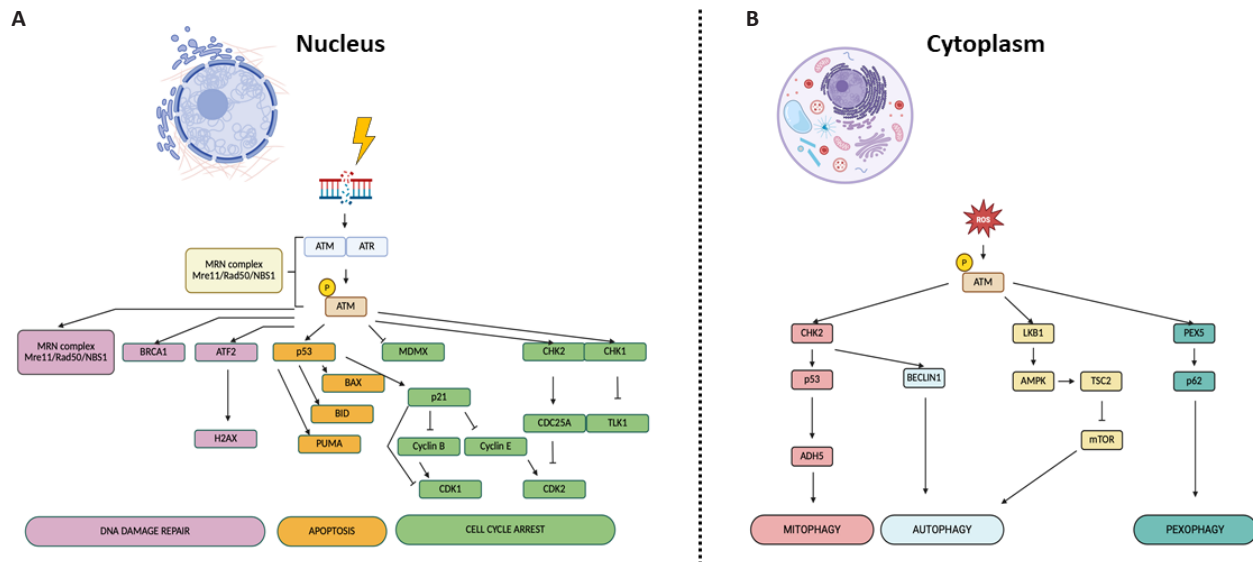 A
Nucleus
ATM
ATR
MRN complex
Mre11/Rad50/NBS1
P
ATM
MRN complex
Mre11/Rad50/NBS1
BRCA1
ATF2
p53
MDMX
CHK2
CHK1
BAX
p21
BID
CDC25A
TLK1
H2AX
PUMA
Cyclin B
Cyclin E
CDK1
CDK2
DNA DAMAGE REPAIR
APOPTOSIS
CELL CYCLE ARREST
B
Cytoplasm
ROS
P
ATM
CHK2
LKB1
PEX5
p53
BECLIN1
AMPK
TSC2
p62
mTOR
ADH5
MITOPHAGY
AUTOPHAGY
PEXOPHAGY